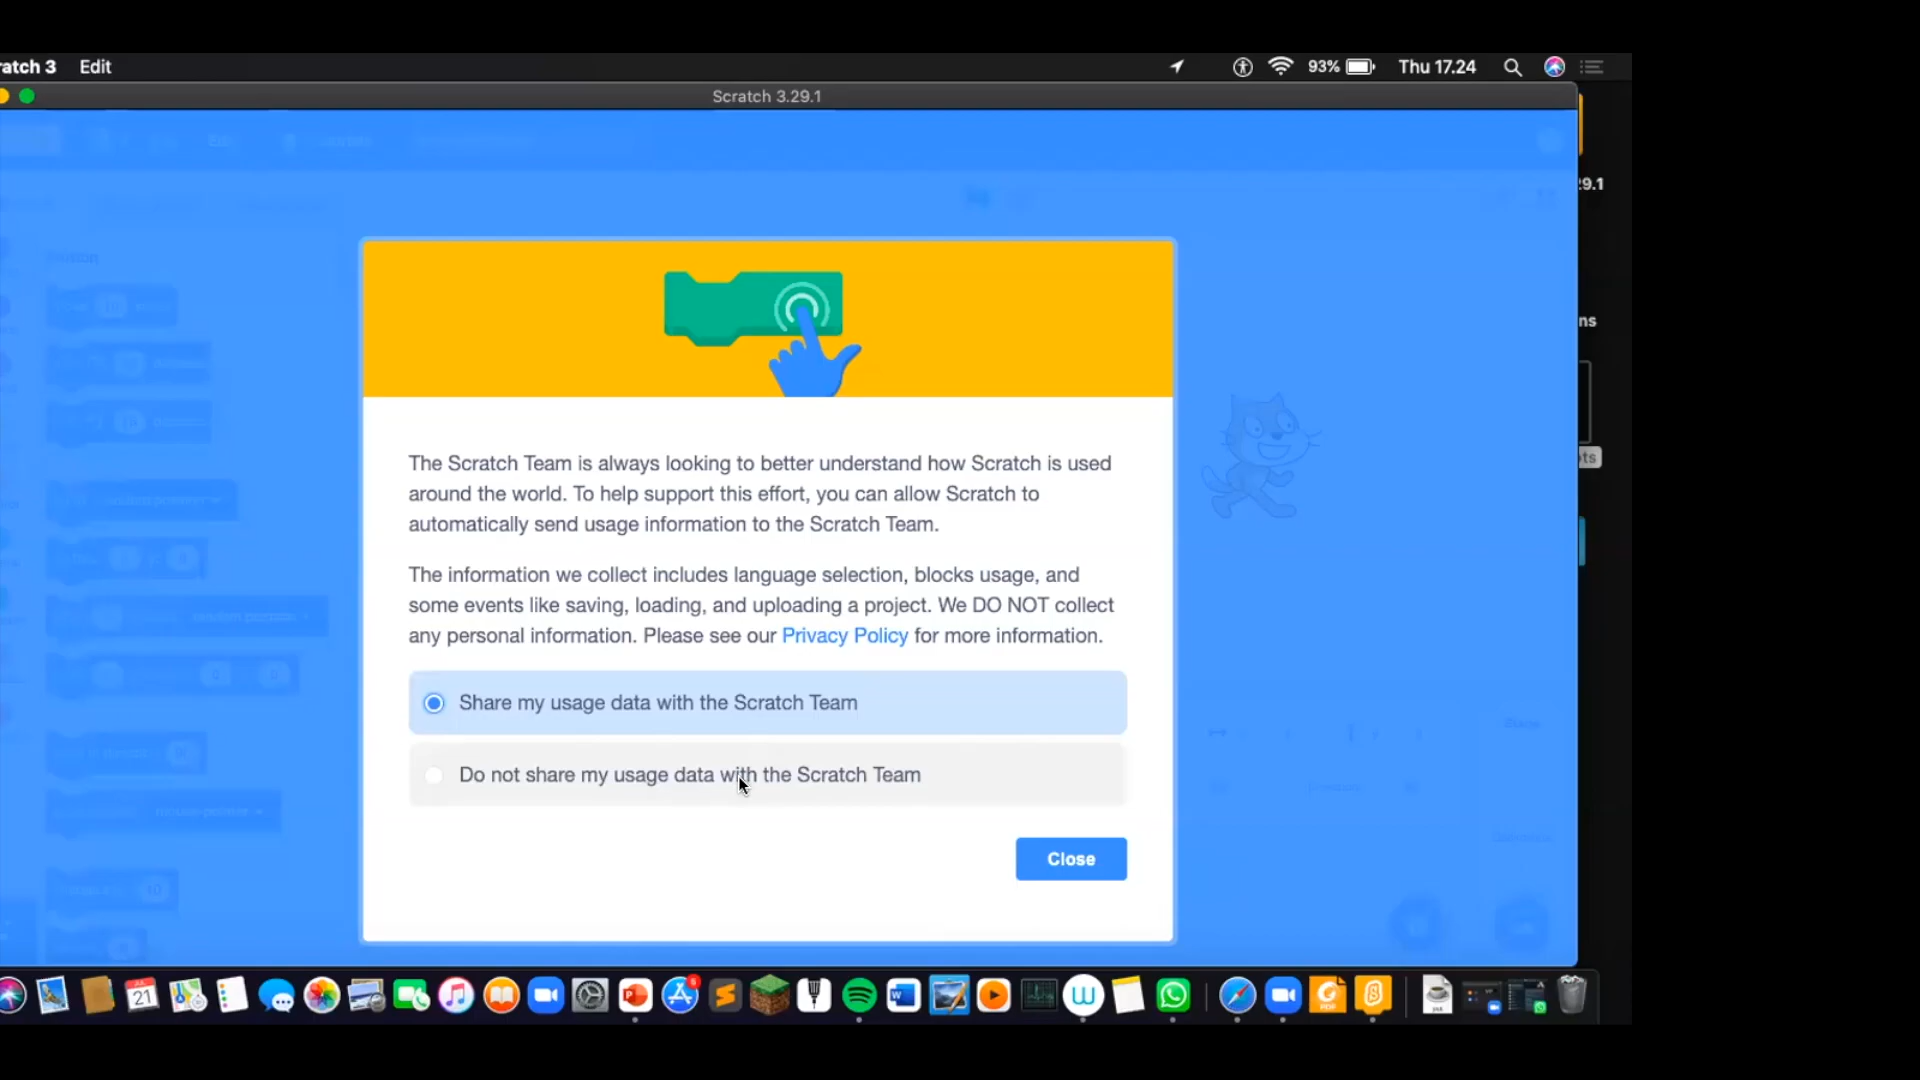 ratch 3 Edit 93% Thu 17.24
Scratch 3.29.1
29.1
ns
ts
The Scratch Team is always looking to better understand how Scratch is used
around the world. To help support this effort, you can allow Scratch to
automatically send usage information to the Scratch Team.
The information we collect includes language selection, blocks usage, and
some events like saving, loading, and uploading a project. We DO NOT collect
any personal information. Please see our Privacy Policy for more information.
Share my usage data with the Scratch Team
Do not share my usage data with the Scratch Team
Close
21